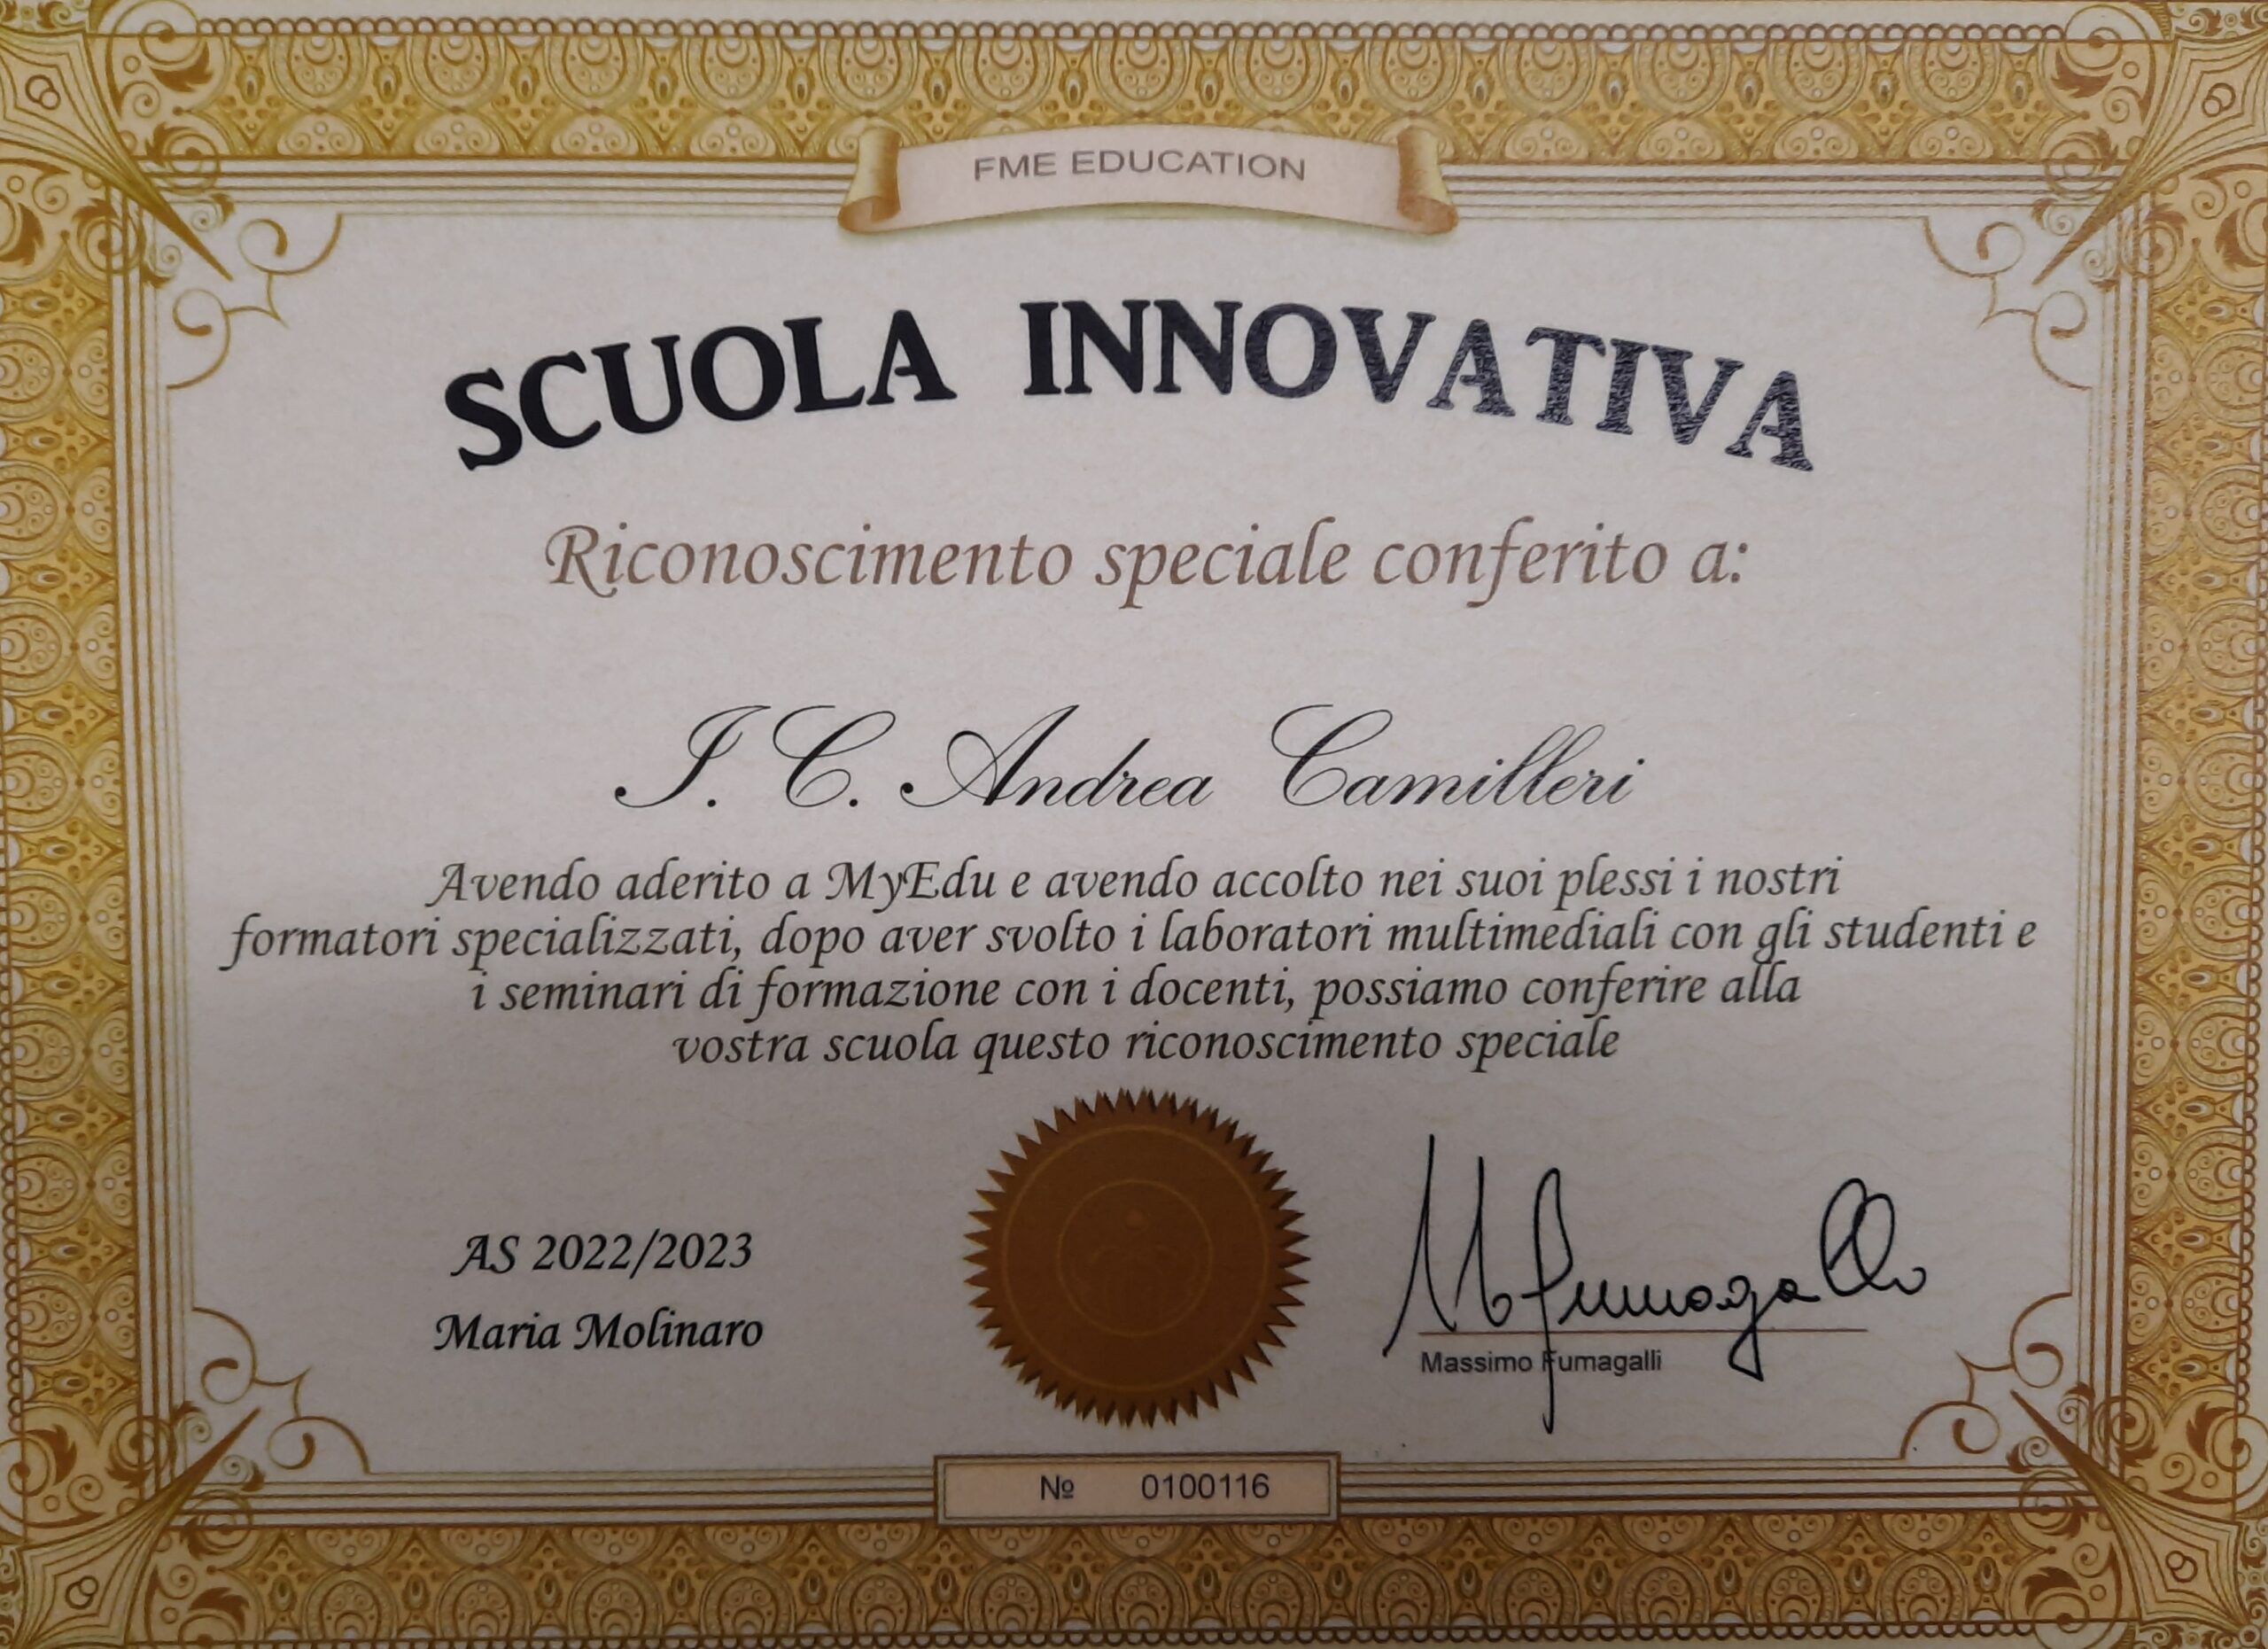 FME EDUCATION
SCUOLA INNOVATIVA
Riconoscimento speciale conferito a:
I. C. Andrea Camilleri
Avendo aderito a MyEdu e avendo accolto nei suoi plessi i nostri
formatori specializzati, dopo aver svolto i laboratori multimediali con gli studenti e
i seminari di formazione con i docenti, possiamo conferire alla
vostra scuola questo riconoscimento speciale
AS 2022/2023
Maria Molinaro
M Fumagalli
Massimo Fumagalli
№ 0100116